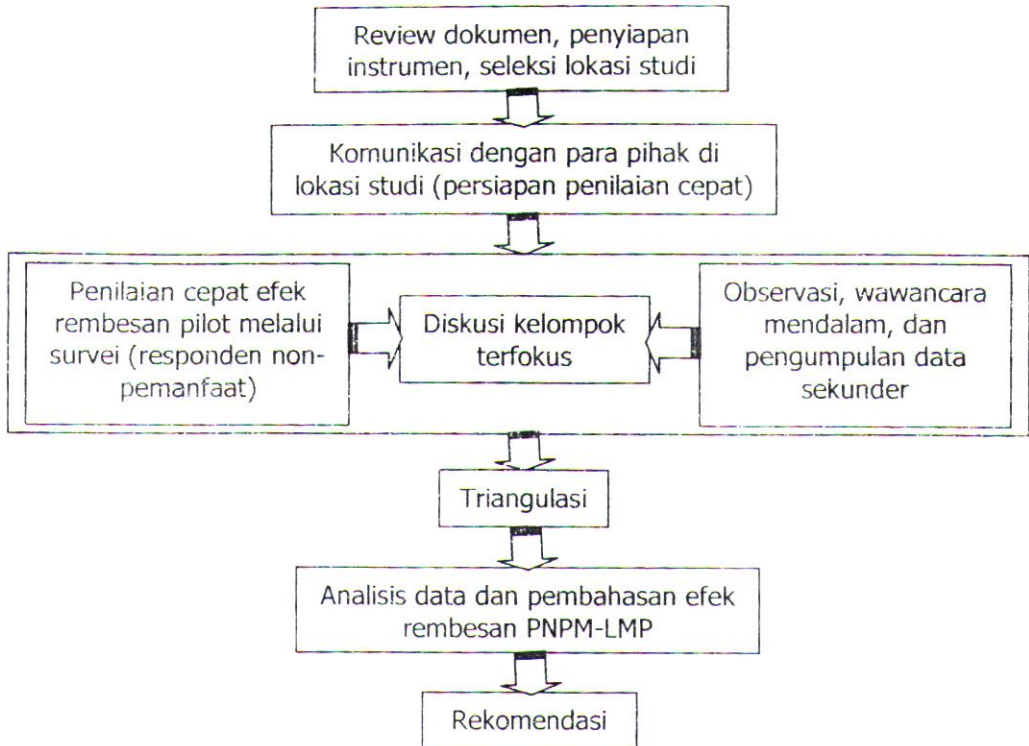 Review dokumen, penyiapan
instrumen, seleksi lokasi studi
Komunikasi dengan para pihak di
lokasi studi (persiapan penilaian cepat)
Penilaian cepat efek
rembesan pilot melalui
survei (responden non-
pemanfaat)
Diskusi kelompok
terfokus
Observasi, wawancara
mendalam, dan
pengumpulan data
sekunder
Triangulasi
Analisis data dan pembahasan efek
rembesan PNPM-LMP
Rekomendasi